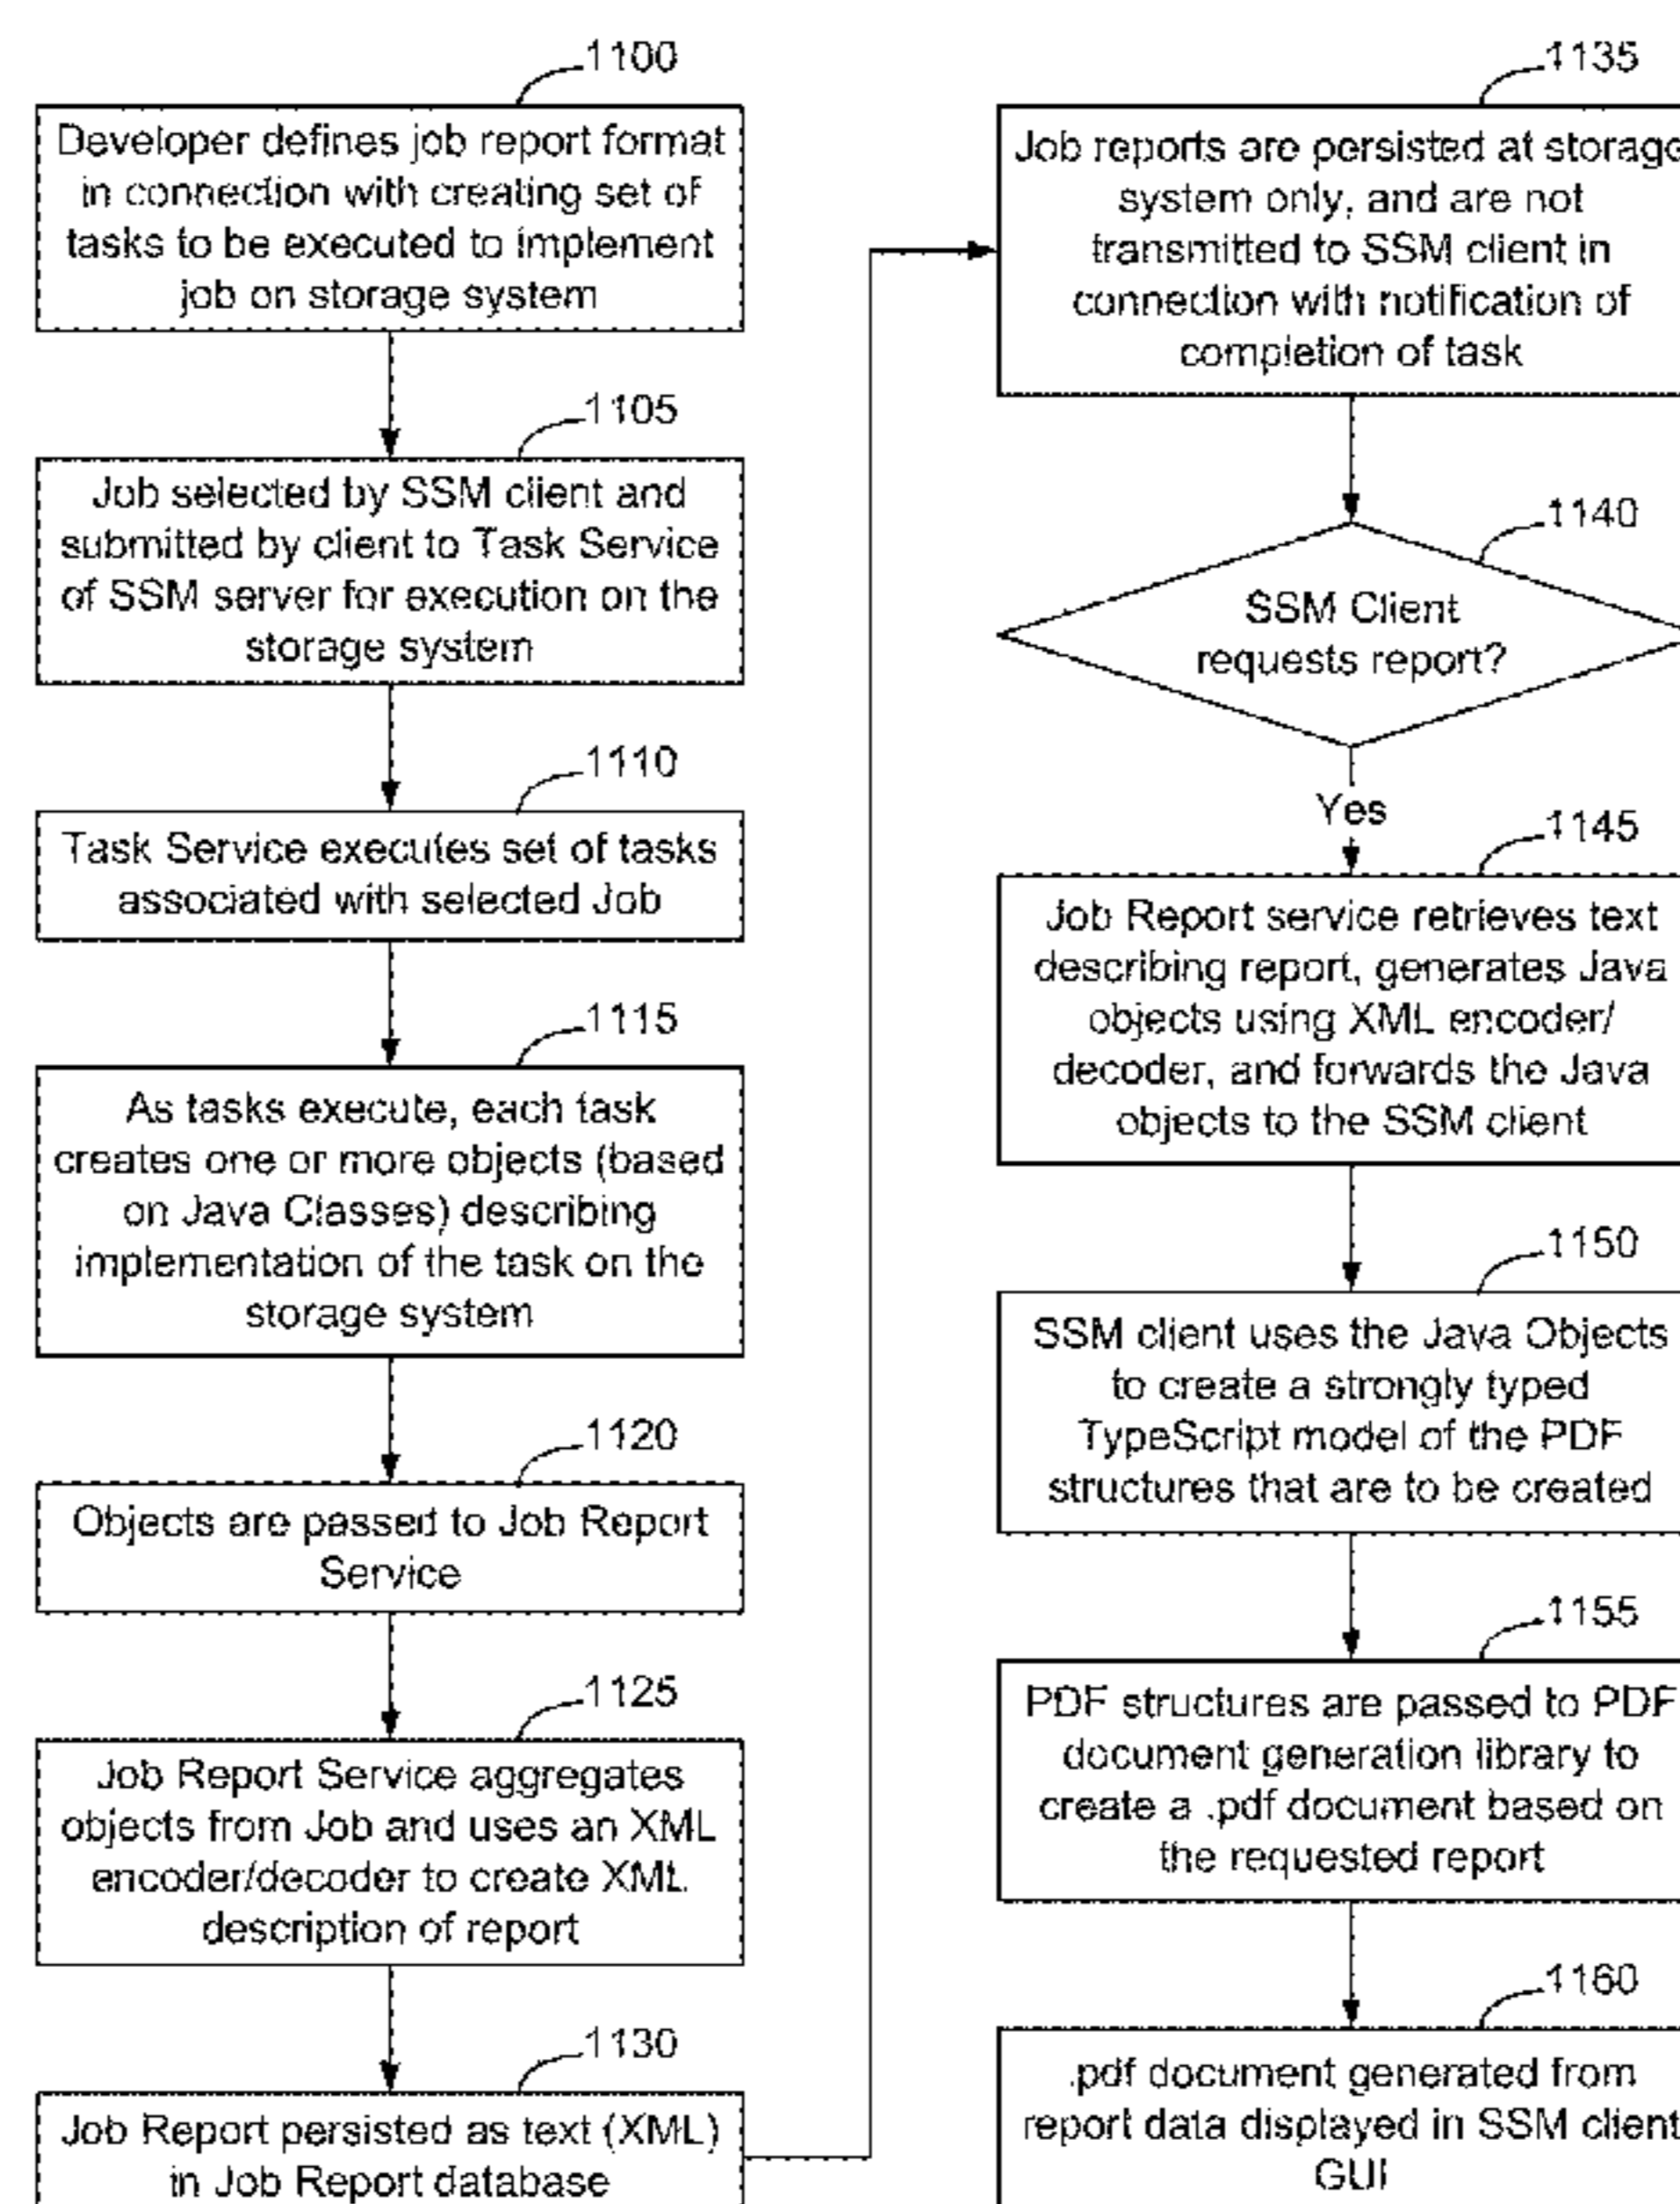 1100
Developer defines job report format
in connection with creating set of
tasks to be executed to implement
job on storage system
1105
Job selected by SSM client and
submitted by client to Task Service
of SSM server for execution on the
storage system
1110
Task Service executes set of tasks
associated with selected Job
1115
As tasks execute, each task
creates one or more objects (based
on Java Classes) describing
implementation of the task on the
storage system
1120
Objects are passed to Job Report
Service
1125
Job Report Service aggregates
objects from Job and uses an XML
encoder/decoder to create XML
description of report
1130
Job Report persisted as text (XML)
in Job Report database
1135
Job reports are persisted at storage
system only, and are not
transmitted to SSM client in
connection with notification of
completion of task
1140
SSM Client
requests report?
Yes
1145
Job Report service retrieves text
describing report, generates Java
objects using XML encoder/
decoder, and forwards the Java
objects to the SSM client
1150
SSM client uses the Java Objects
to create a strongly typed
TypeScript model of the PDF
structures that are to be created
1155
PDF structures are passed to PDF
document generation library to
create a .pdf document based on
the requested report
1160
.pdf document generated from
report data displayed in SSM client
GUI